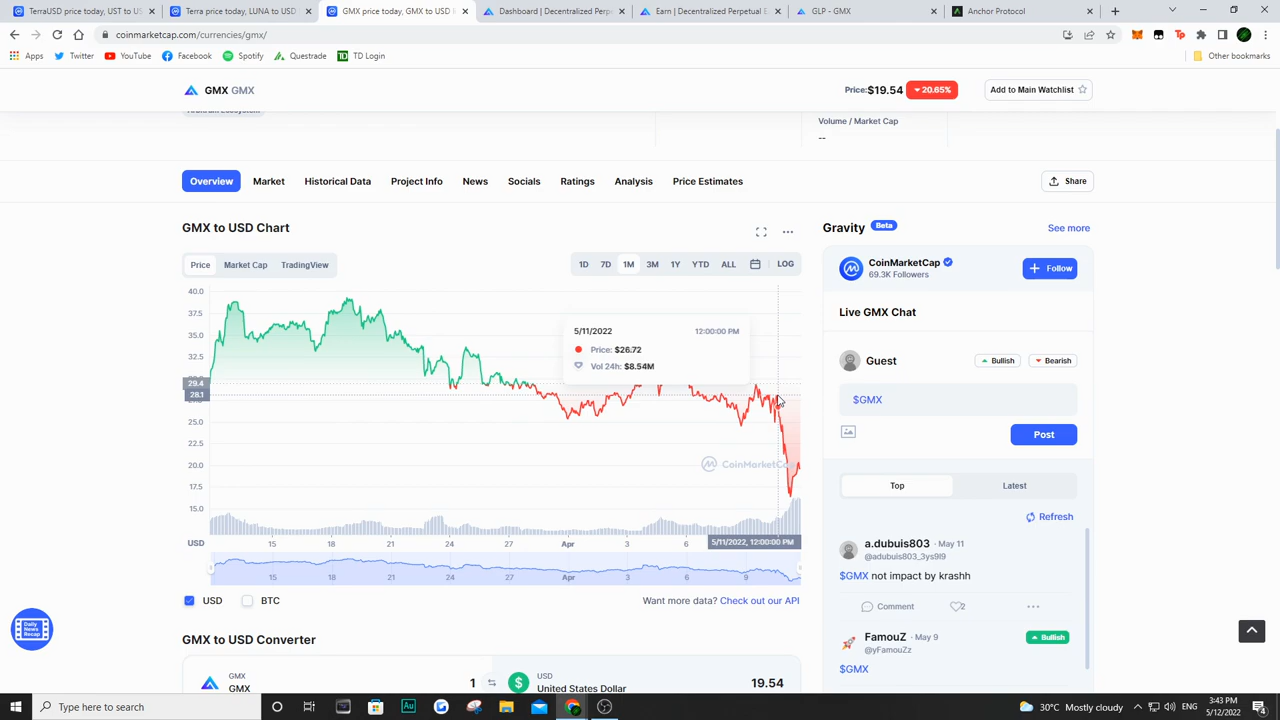 TerraUSD price today, UST to US
Terra price today, LUNA to USD
GMX price today, GMX to USD l
Dashboard | Decentralized Perp
Earn | Decentralized Perpetual E
GLP - GMX
Anchor Protocol
coinmarketcap.com/currencies/gmx/
Apps
Twitter
YouTube
Facebook
Spotify
Questrade
TD Login
Other bookmarks
GMX GMX
Price:$19.54
20.65%
Add to Main Watchlist
Arbitrum Ecosystem
Volume / Market Cap
--
Overview
Market
Historical Data
Project Info
News
Socials
Ratings
Analysis
Price Estimates
Share
GMX to USD Chart
Price
Market Cap
TradingView
1D
7D
1M
3M
1Y
YTD
ALL
LOG
40.0
37.5
35.0
32.5
29.4
28.1
25.0
22.5
20.0
17.5
15.0
5/11/2022
12:00:00 PM
Price: $26.72
Vol 24h: $8.54M
CoinMarketCap
USD
15
18
21
24
27
Apr
3
6
5/11/2022, 12:00:00 PM
15
18
21
24
27
Apr
3
6
9
USD
BTC
Want more data? Check out our API
GMX to USD Converter
GMX
GMX
1
USD
United States Dollar
19.54
Gravity
Beta
See more
CoinMarketCap
69.3K Followers
Follow
Live GMX Chat
Guest
Bullish
Bearish
$GMX
Post
Top
Latest
Refresh
a.dubuis803 · May 11
@adubuis803_3ys9l9
$GMX not impact by krashh
Comment
2
FamouZ · May 9
@yFamouZz
Bullish
$GMX
Daily
News
Recap
Type here to search
Au
30°C Mostly cloudy
ENG
3:43 PM
5/12/2022